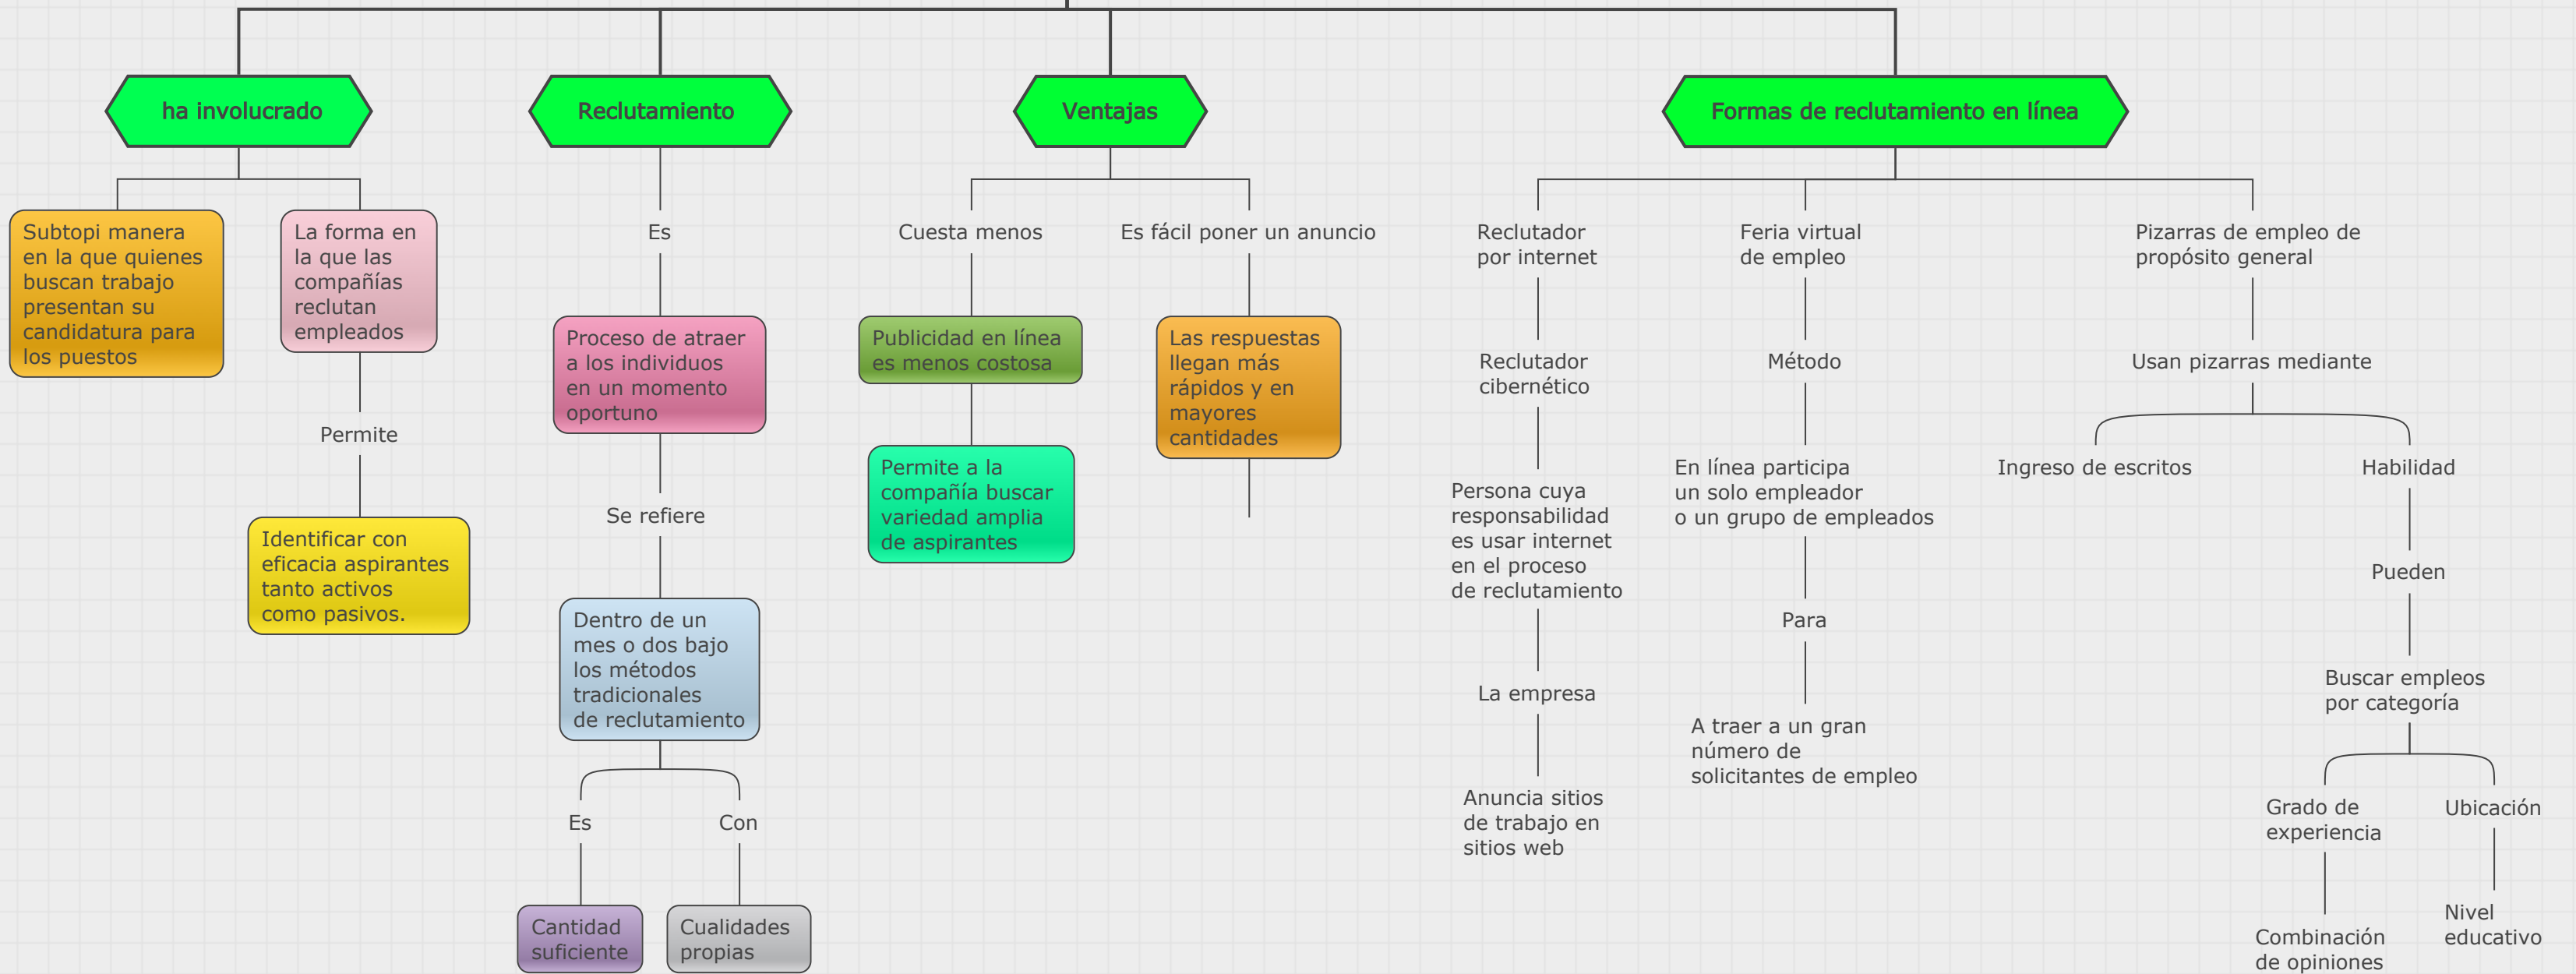 ha involucrado
Subtopi manera
en la que quienes
buscan trabajo
presentan su
candidatura para
los puestos
La forma en
la que las
compañías
reclutan
empleados
Permite
Identificar con
eficacia aspirantes
tanto activos
como pasivos.
Reclutamiento
Es
Proceso de atraer
a los individuos
en un momento
oportuno
Se refiere
Dentro de un
mes o dos bajo
los métodos
tradicionales
de reclutamiento
Es
Cantidad
suficiente
Con
Cualidades
propias
Ventajas
Cuesta menos
Publicidad en línea
es menos costosa
Permite a la
compañía buscar
variedad amplia
de aspirantes
Es fácil poner un anuncio
Las respuestas
llegan más
rápidos y en
mayores
cantidades
Formas de reclutamiento en línea
Reclutador
por internet
Reclutador
cibernético
Persona cuya
responsabilidad
es usar internet
en el proceso
de reclutamiento
La empresa
Anuncia sitios
de trabajo en
sitios web
Feria virtual
de empleo
Método
En línea participa
un solo empleador
o un grupo de empleados
Para
A traer a un gran
número de
solicitantes de empleo
Pizarras de empleo de
propósito general
Usan pizarras mediante
Ingreso de escritos
Habilidad
Pueden
Buscar empleos
por categoría
Grado de
experiencia
Combinación
de opiniones
Ubicación
Nivel
educativo